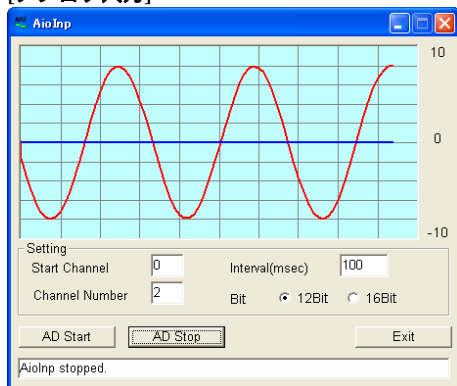 AioInp
10
0
-10
Setting
Start Channel 0 Interval(msec) 100
Channel Number 2 Bit 12Bit 16Bit
AD Start AD Stop Exit
AioInp stopped.